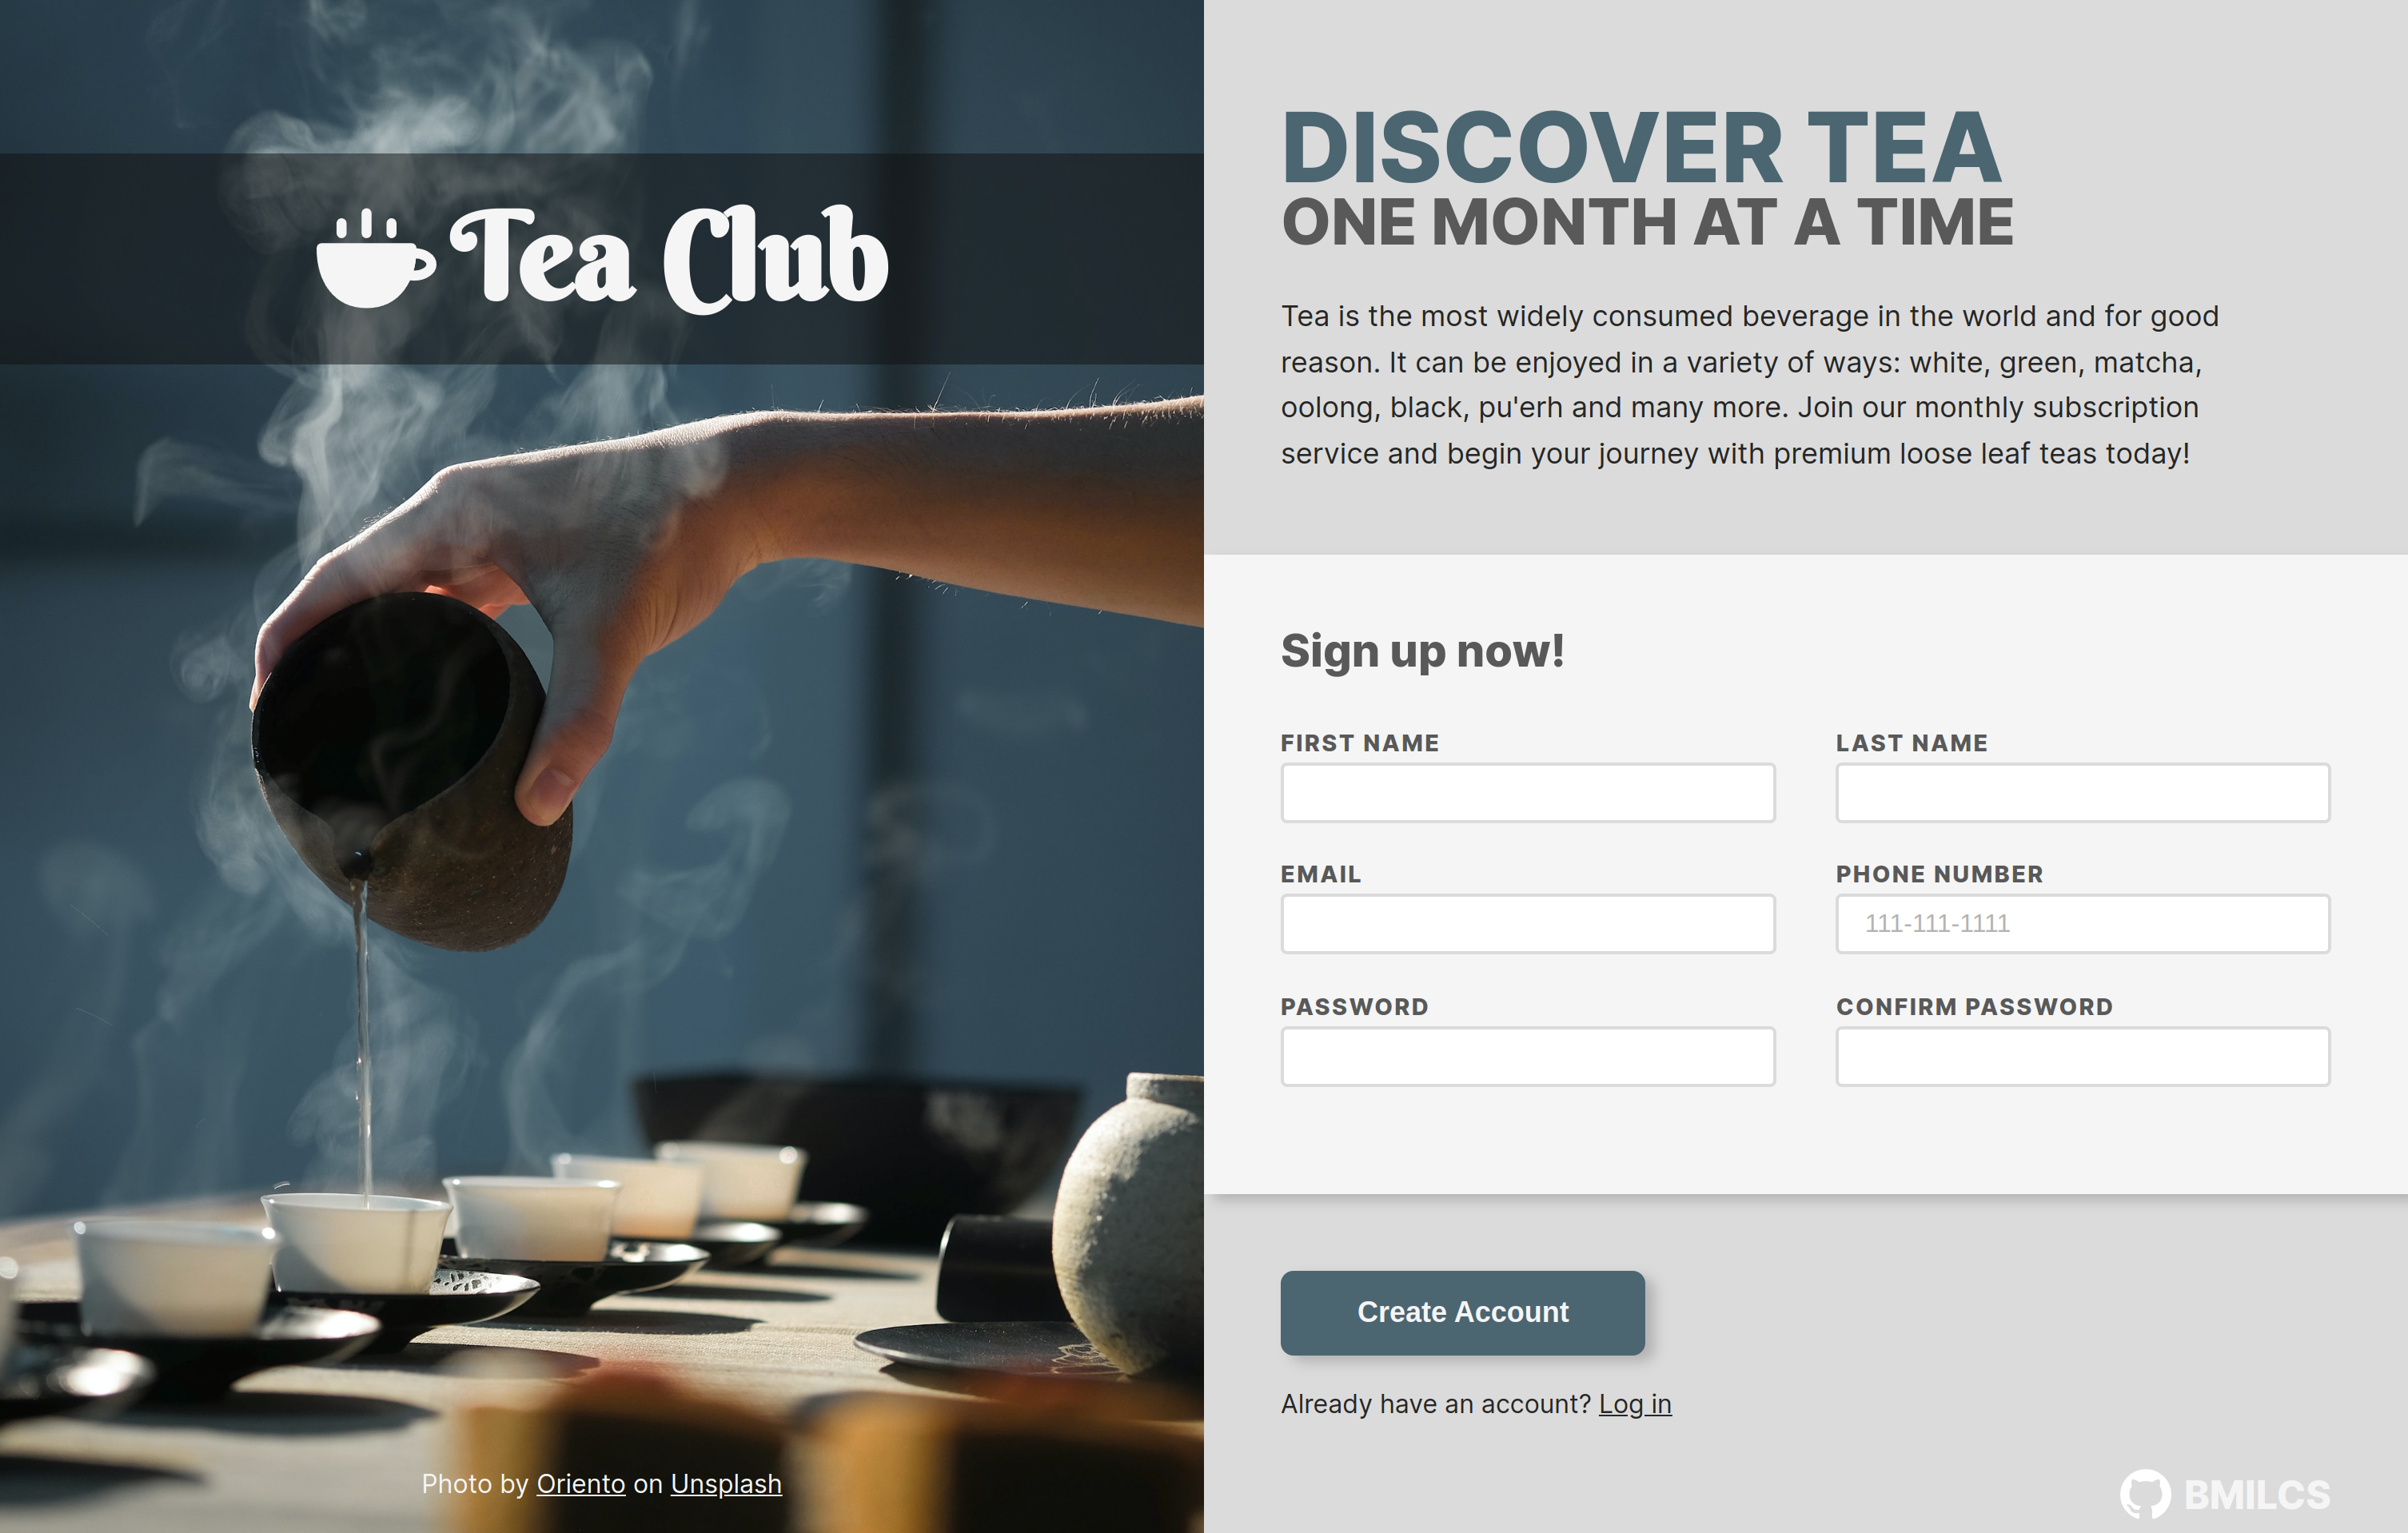 Tea Club
Photo by Oriento on Unsplash
DISCOVER TEA
ONE MONTH AT A TIME
Tea is the most widely consumed beverage in the world and for good
reason. It can be enjoyed in a variety of ways: white, green, matcha,
oolong, black, pu'erh and many more. Join our monthly subscription
service and begin your journey with premium loose leaf teas today!
Sign up now!
FIRST NAME
LAST NAME
EMAIL
PHONE NUMBER
111-111-1111
PASSWORD
CONFIRM PASSWORD
Create Account
Already have an account? Log in
BMILCS